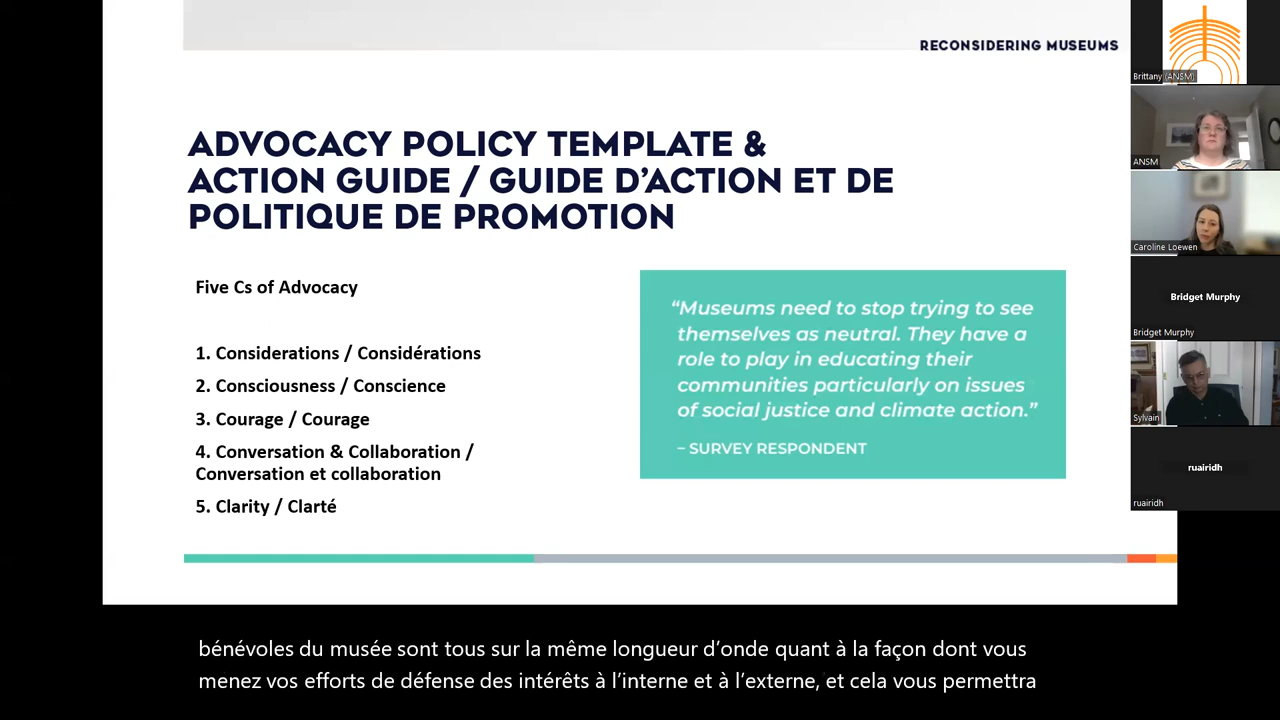 RECONSIDERING MUSEUMS
ADVOCACY POLICY TEMPLATE &
ACTION GUIDE / GUIDE D'ACTION ET DE
POLITIQUE DE PROMOTION
Five Cs of Advocacy
1. Considerations / Considérations
2. Consciousness / Conscience
3. Courage / Courage
4. Conversation & Collaboration /
Conversation et collaboration
5. Clarity / Clarté
“Museums need to stop trying to see
themselves as neutral. They have a
role to play in educating their
communities particularly on issues
of social justice and climate action.”
– SURVEY RESPONDENT
Brittany (ANSM)
ANSM
Caroline Loewen
Bridget Murphy
Bridget Murphy
Sylvain
ruairidh
ruairidh
bénévoles du musée sont tous sur la même longueur d’onde quant à la façon dont vous
menez vos efforts de défense des intérêts à l’interne et à l’externe, et cela vous permettra